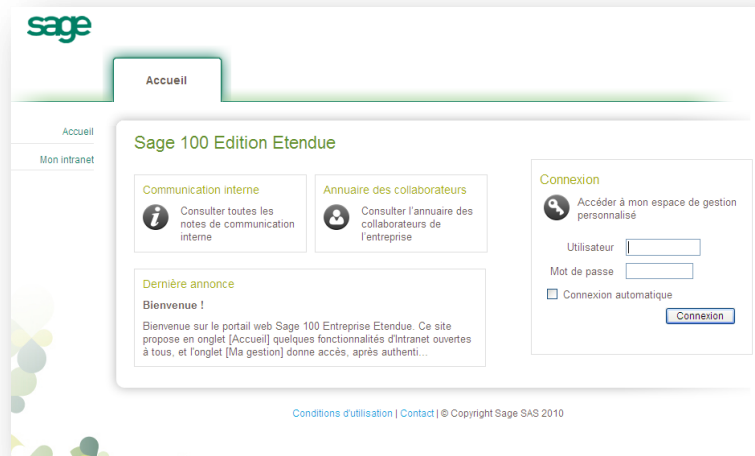 sage
Accueil
Accueil
Mon intranet
Sage 100 Edition Etendue
Communication interne
Consulter toutes les
notes de communication
interne
Annuaire des collaborateurs
Consulter l'annuaire des
collaborateurs de
l'entreprise
Dernière annonce
Bienvenue !
Bienvenue sur le portail web Sage 100 Entreprise Etendue. Ce site
propose en onglet [Accueil] quelques fonctionnalités d'Intranet ouvertes
à tous, et l'onglet [Ma gestion] donne accès, après authenti...
Connexion
Accéder à mon espace de gestion
personnalisé
Utilisateur
Mot de passe
Connexion automatique
Connexion
Conditions d'utilisation | Contact | © Copyright Sage SAS 2010